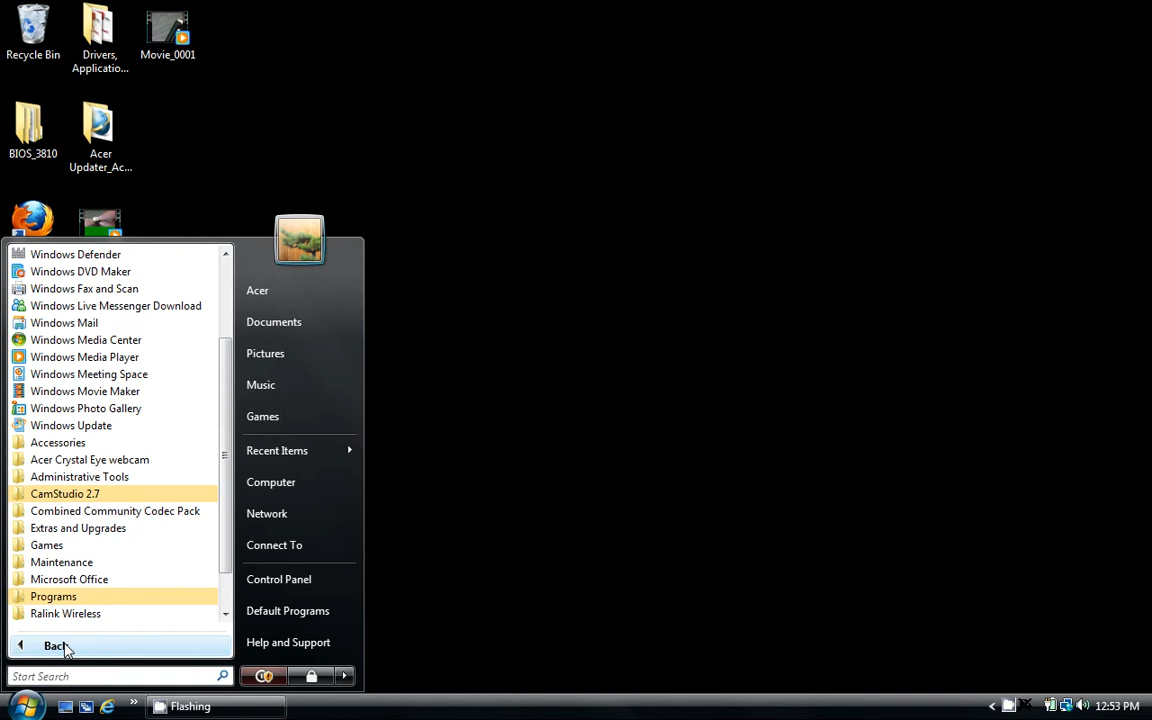 Recycle Bin
Drivers,
Applicatio...
Movie_0001
BIOS_3810
Acer
Updater_Ac...
Windows Defender
Windows DVD Maker
Windows Fax and Scan
Windows Live Messenger Download
Windows Mail
Windows Media Center
Windows Media Player
Windows Meeting Space
Windows Movie Maker
Windows Photo Gallery
Windows Update
Accessories
Acer Crystal Eye webcam
Administrative Tools
CamStudio 2.7
Combined Community Codec Pack
Extras and Upgrades
Games
Maintenance
Microsoft Office
Programs
Ralink Wireless
Back
Start Search
Acer
Documents
Pictures
Music
Games
Recent Items
Computer
Network
Connect To
Control Panel
Default Programs
Help and Support
Flashing
12:53 PM